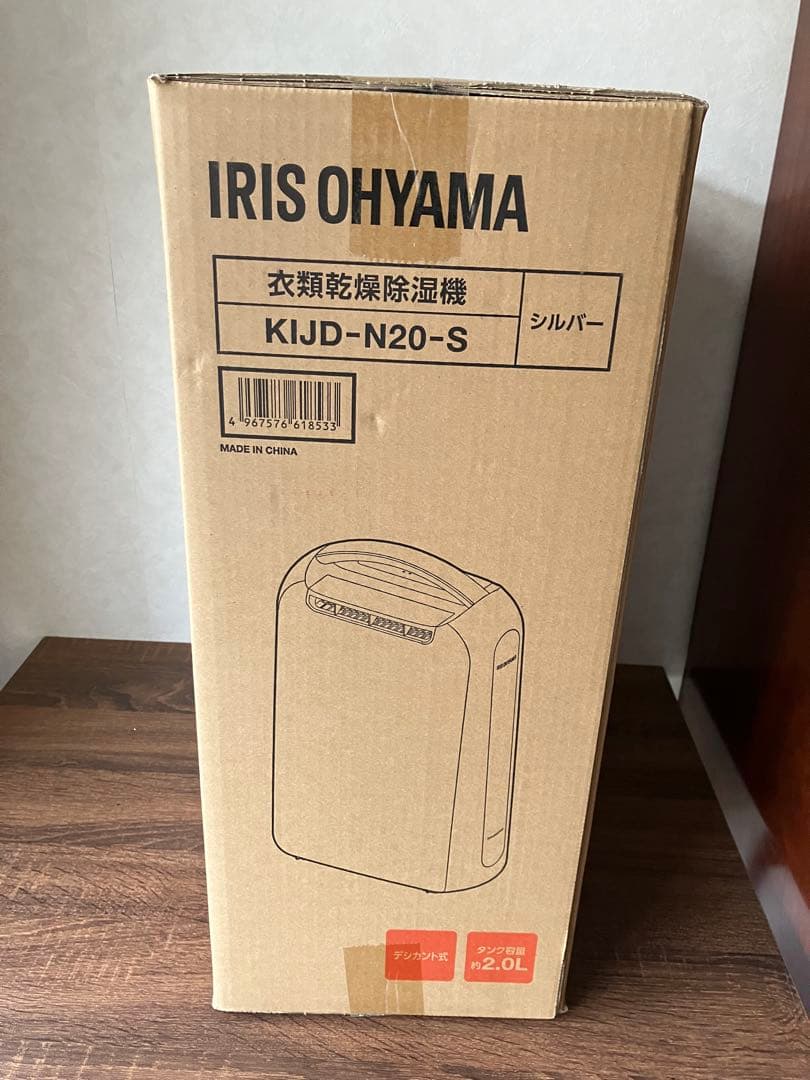 IRIS OHYAMA
衣類乾燥除湿機
KIJD-N20-S
シルバー
4 967576 618533
MADE IN CHINA
デシカント式
タンク容量
約2.0L